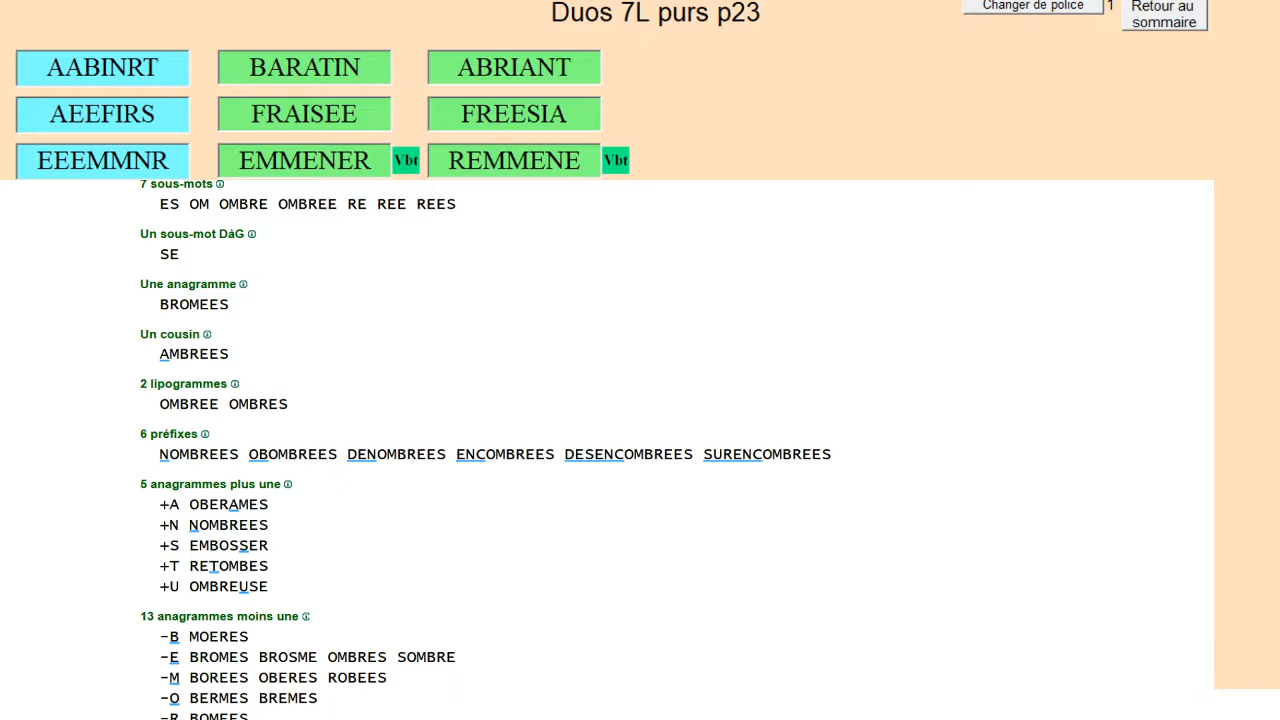 Duos 7L purs p23
Changer de police 1
Retour au
sommaire
AABINRT BARATIN ABRIANT
AEEFIRS FRAISEE FREESIA
EEEMMNR EMMENER Vbt REMMENE Vbt
7 sous-mots
ES OM OMBRE OMBREE RE REE REES
Un sous-mot DàG
SE
Une anagramme
BROMEES
Un cousin
AMBREES
2 lipogrammes
OMBREE OMBRES
6 préfixes
NOMBREES OBOMBREES DENOMBREES ENCOMBREES DESENCOMBREES SURENCOMBREES
5 anagrammes plus une
+A OBERAMES
+N NOMBREES
+S EMBOSSER
+T RETOMBES
+U OMBREUSE
13 anagrammes moins une
-B MOERES
-E BROMES BROSME OMBRES SOMBRE
-M BOREES OBERES ROBEES
-O BERMES BREMES
-R BOMEES